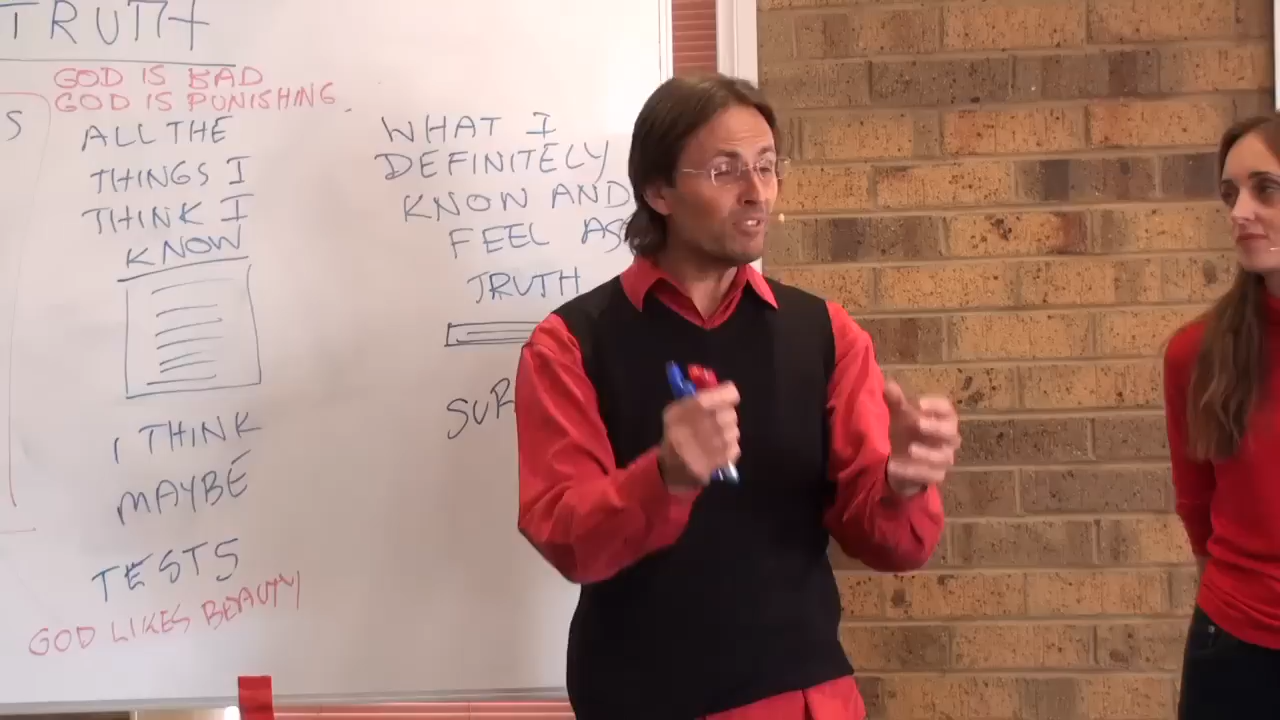 TRUTH
GOD IS BAD
GOD IS PUNISHING
S
ALL THE
THINGS I
THINK I
KNOW
I THINK
MAYBE
TESTS
GOD LIKES BEAUTY
WHAT I
DEFINITELY
KNOW AND
FEEL AS
TRUTH
SUR